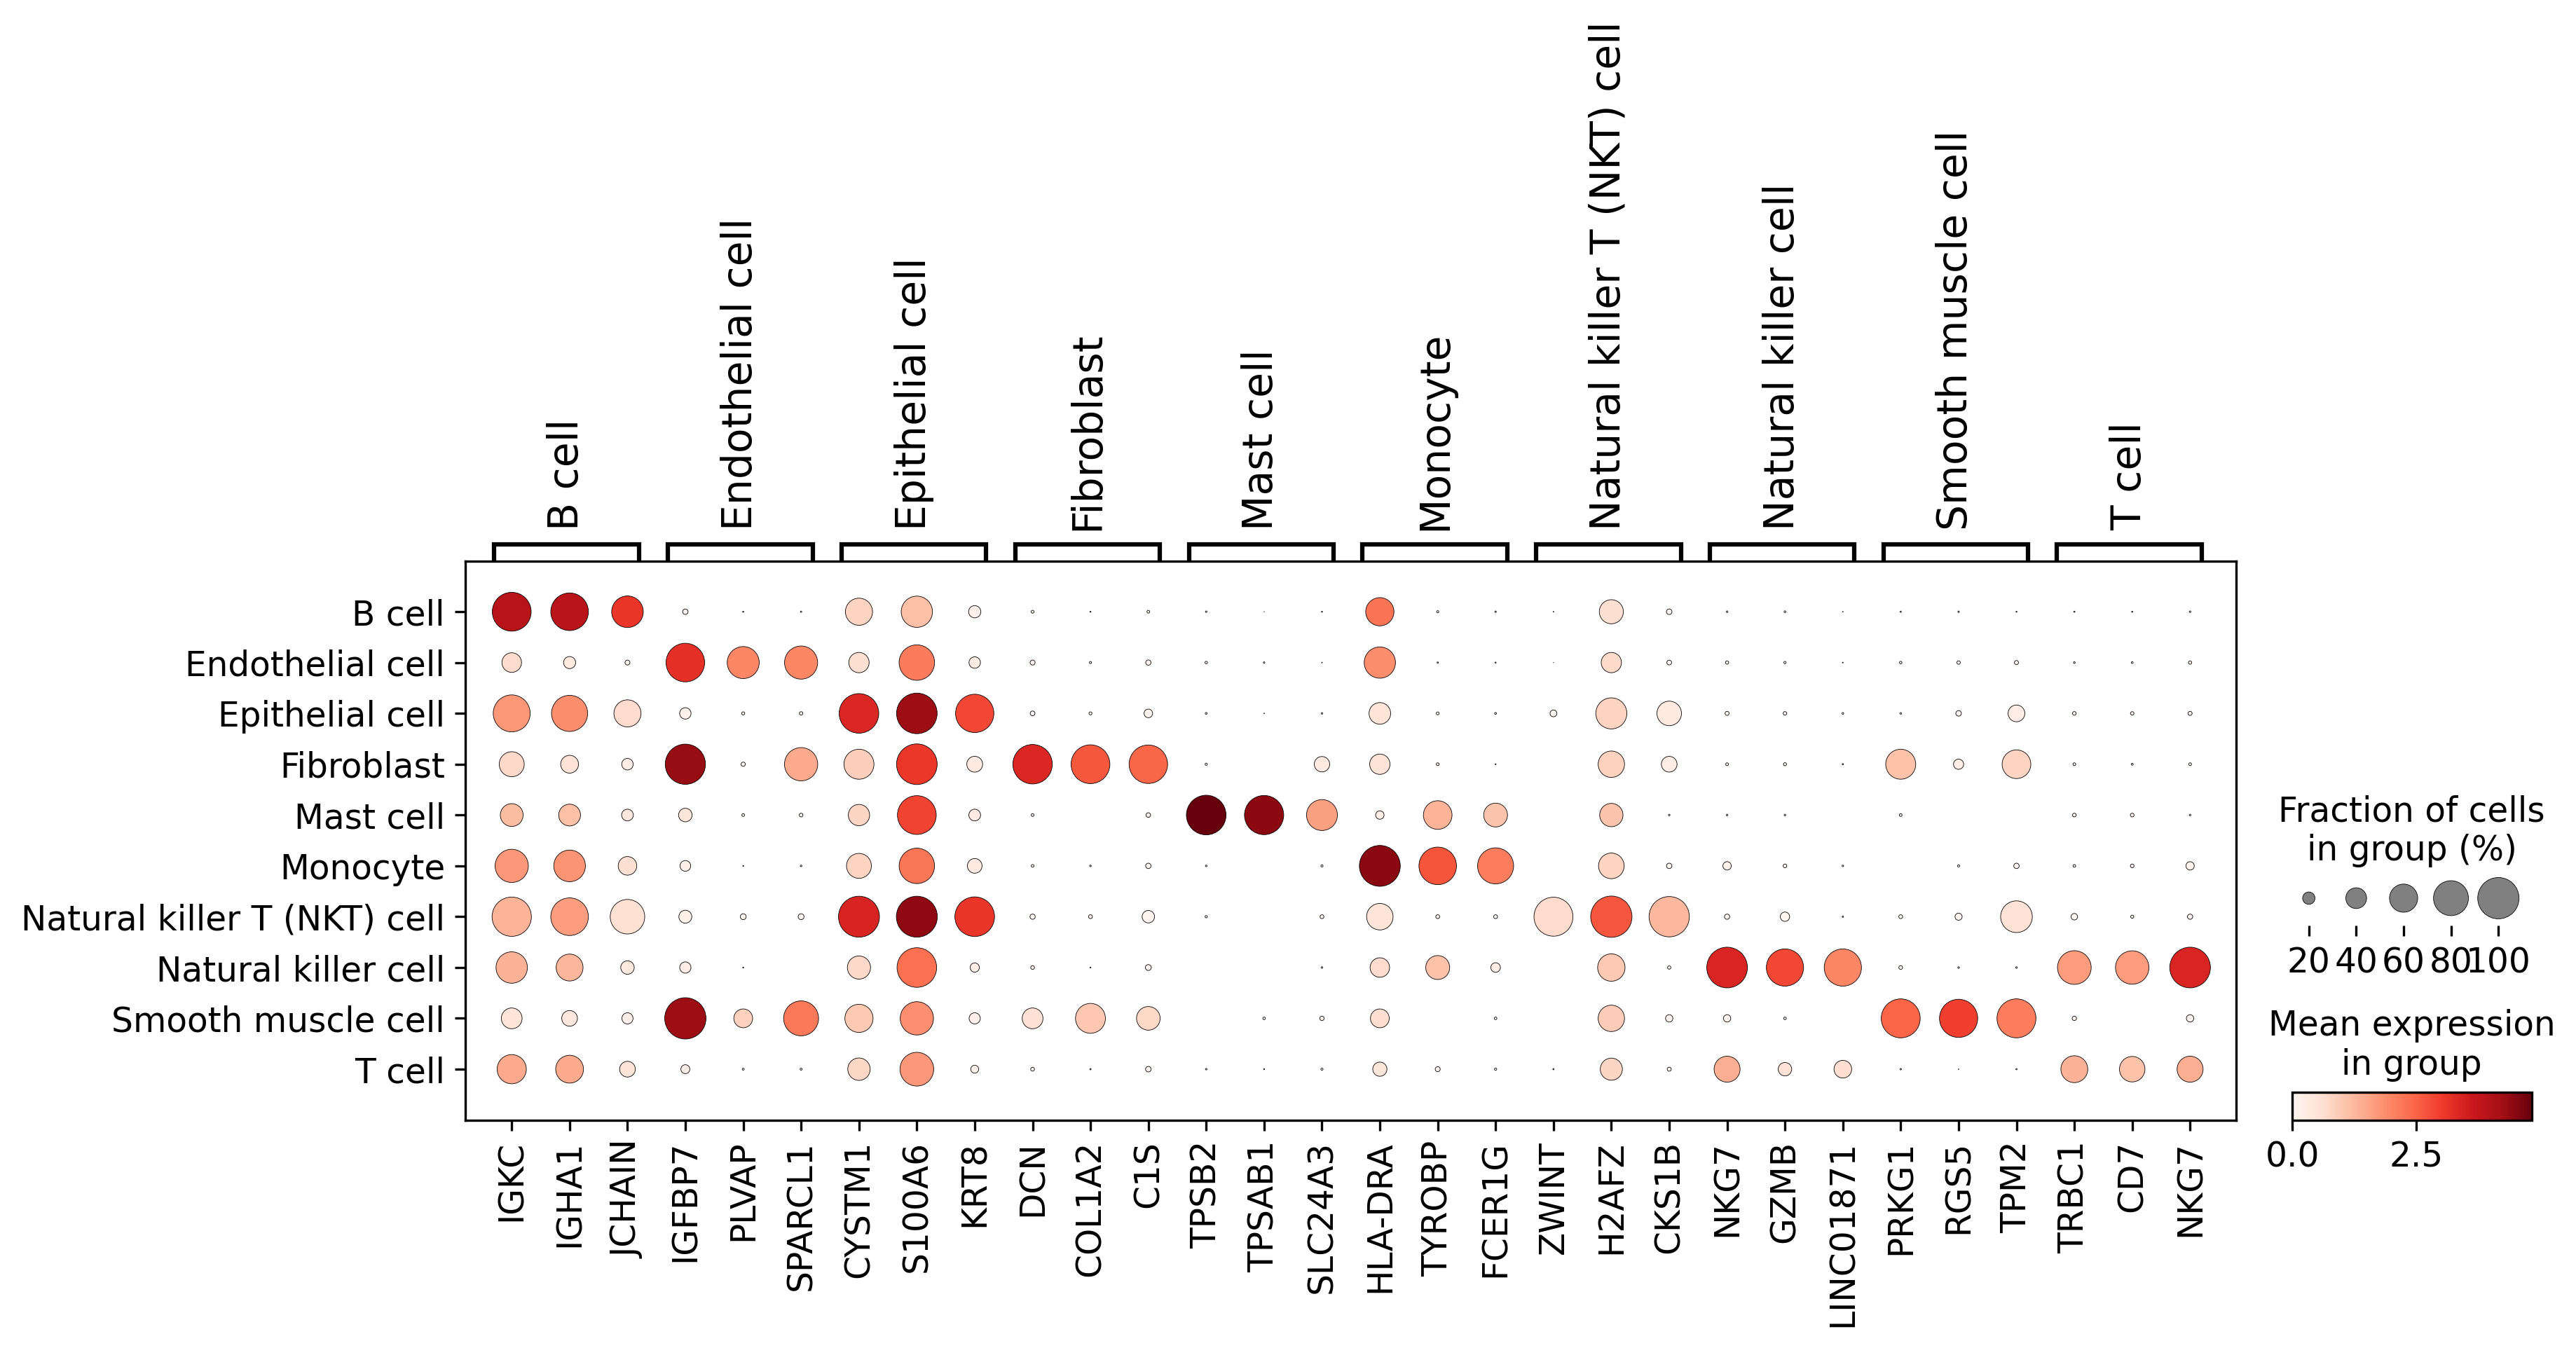 B cell
Endothelial cell
Epithelial cell
Fibroblast
Mast cell
Monocyte
Natural killer T (NKT) cell
Natural killer cell
Smooth muscle cell
T cell
B cell
Endothelial cell
Epithelial cell
Fibroblast
Mast cell
Monocyte
Natural killer T (NKT) cell
Natural killer cell
Smooth muscle cell
T cell
IGKC
IGHA1
JCHAIN
IGFBP7
PLVAP
SPARCL1
CYSTM1
S100A6
KRT8
DCN
COL1A2
C1S
TPSB2
TPSAB1
SLC24A3
HLA-DRA
TYROBP
FCER1G
ZWINT
H2AFZ
CKS1B
NKG7
GZMB
LINC01871
PRKG1
RGS5
TPM2
TRBC1
CD7
NKG7
Fraction of cells
in group (%)
20 40 60 80 100
Mean expression
in group
0.0 2.5